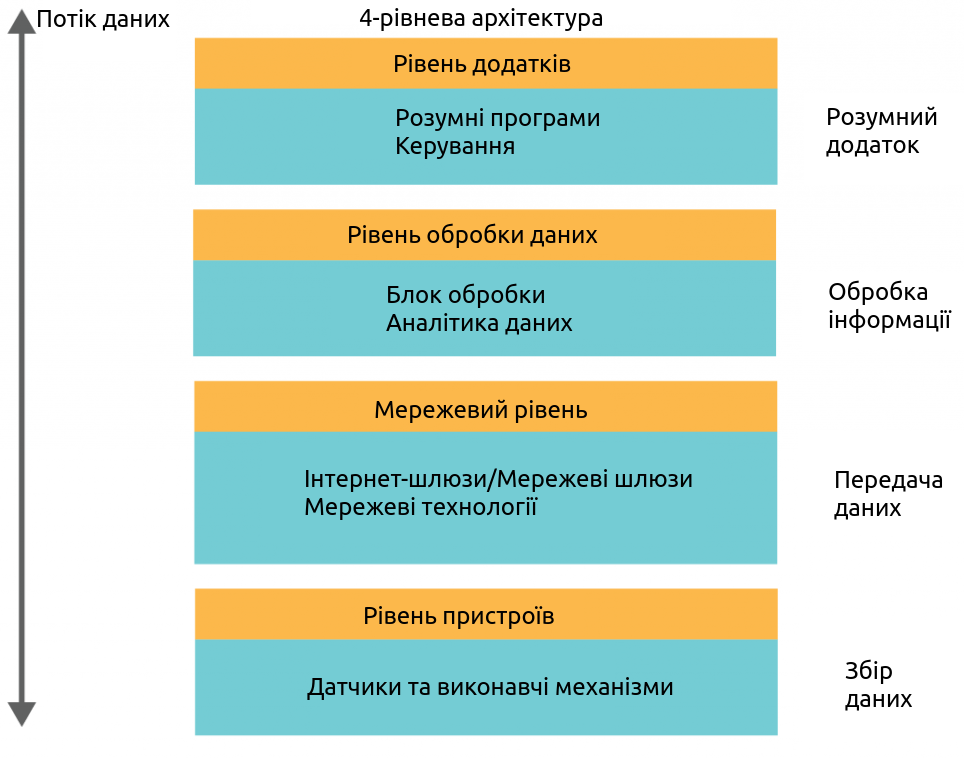 Потік даних
4-рівнева архітектура
Рівень додатків
Розумні програми
Керування
Розумний
додаток
Рівень обробки даних
Блок обробки
Аналітика даних
Обробка
інформації
Мережевий рівень
Інтернет-шлюзи/Мережеві шлюзи
Мережеві технології
Передача
даних
Рівень пристроїв
Датчики та виконавчі механізми
Збір
даних